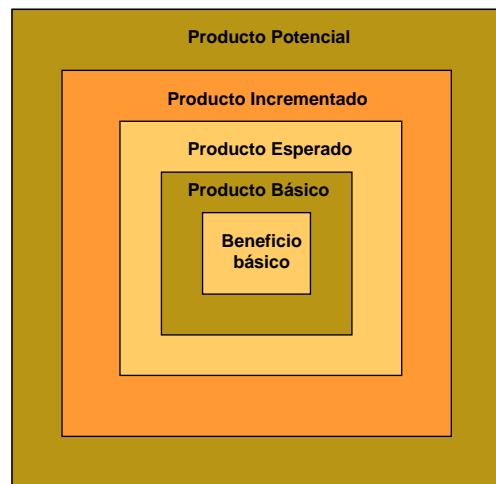 Producto Potencial
Producto Incrementado
Producto Esperado
Producto Básico
Beneficio
básico